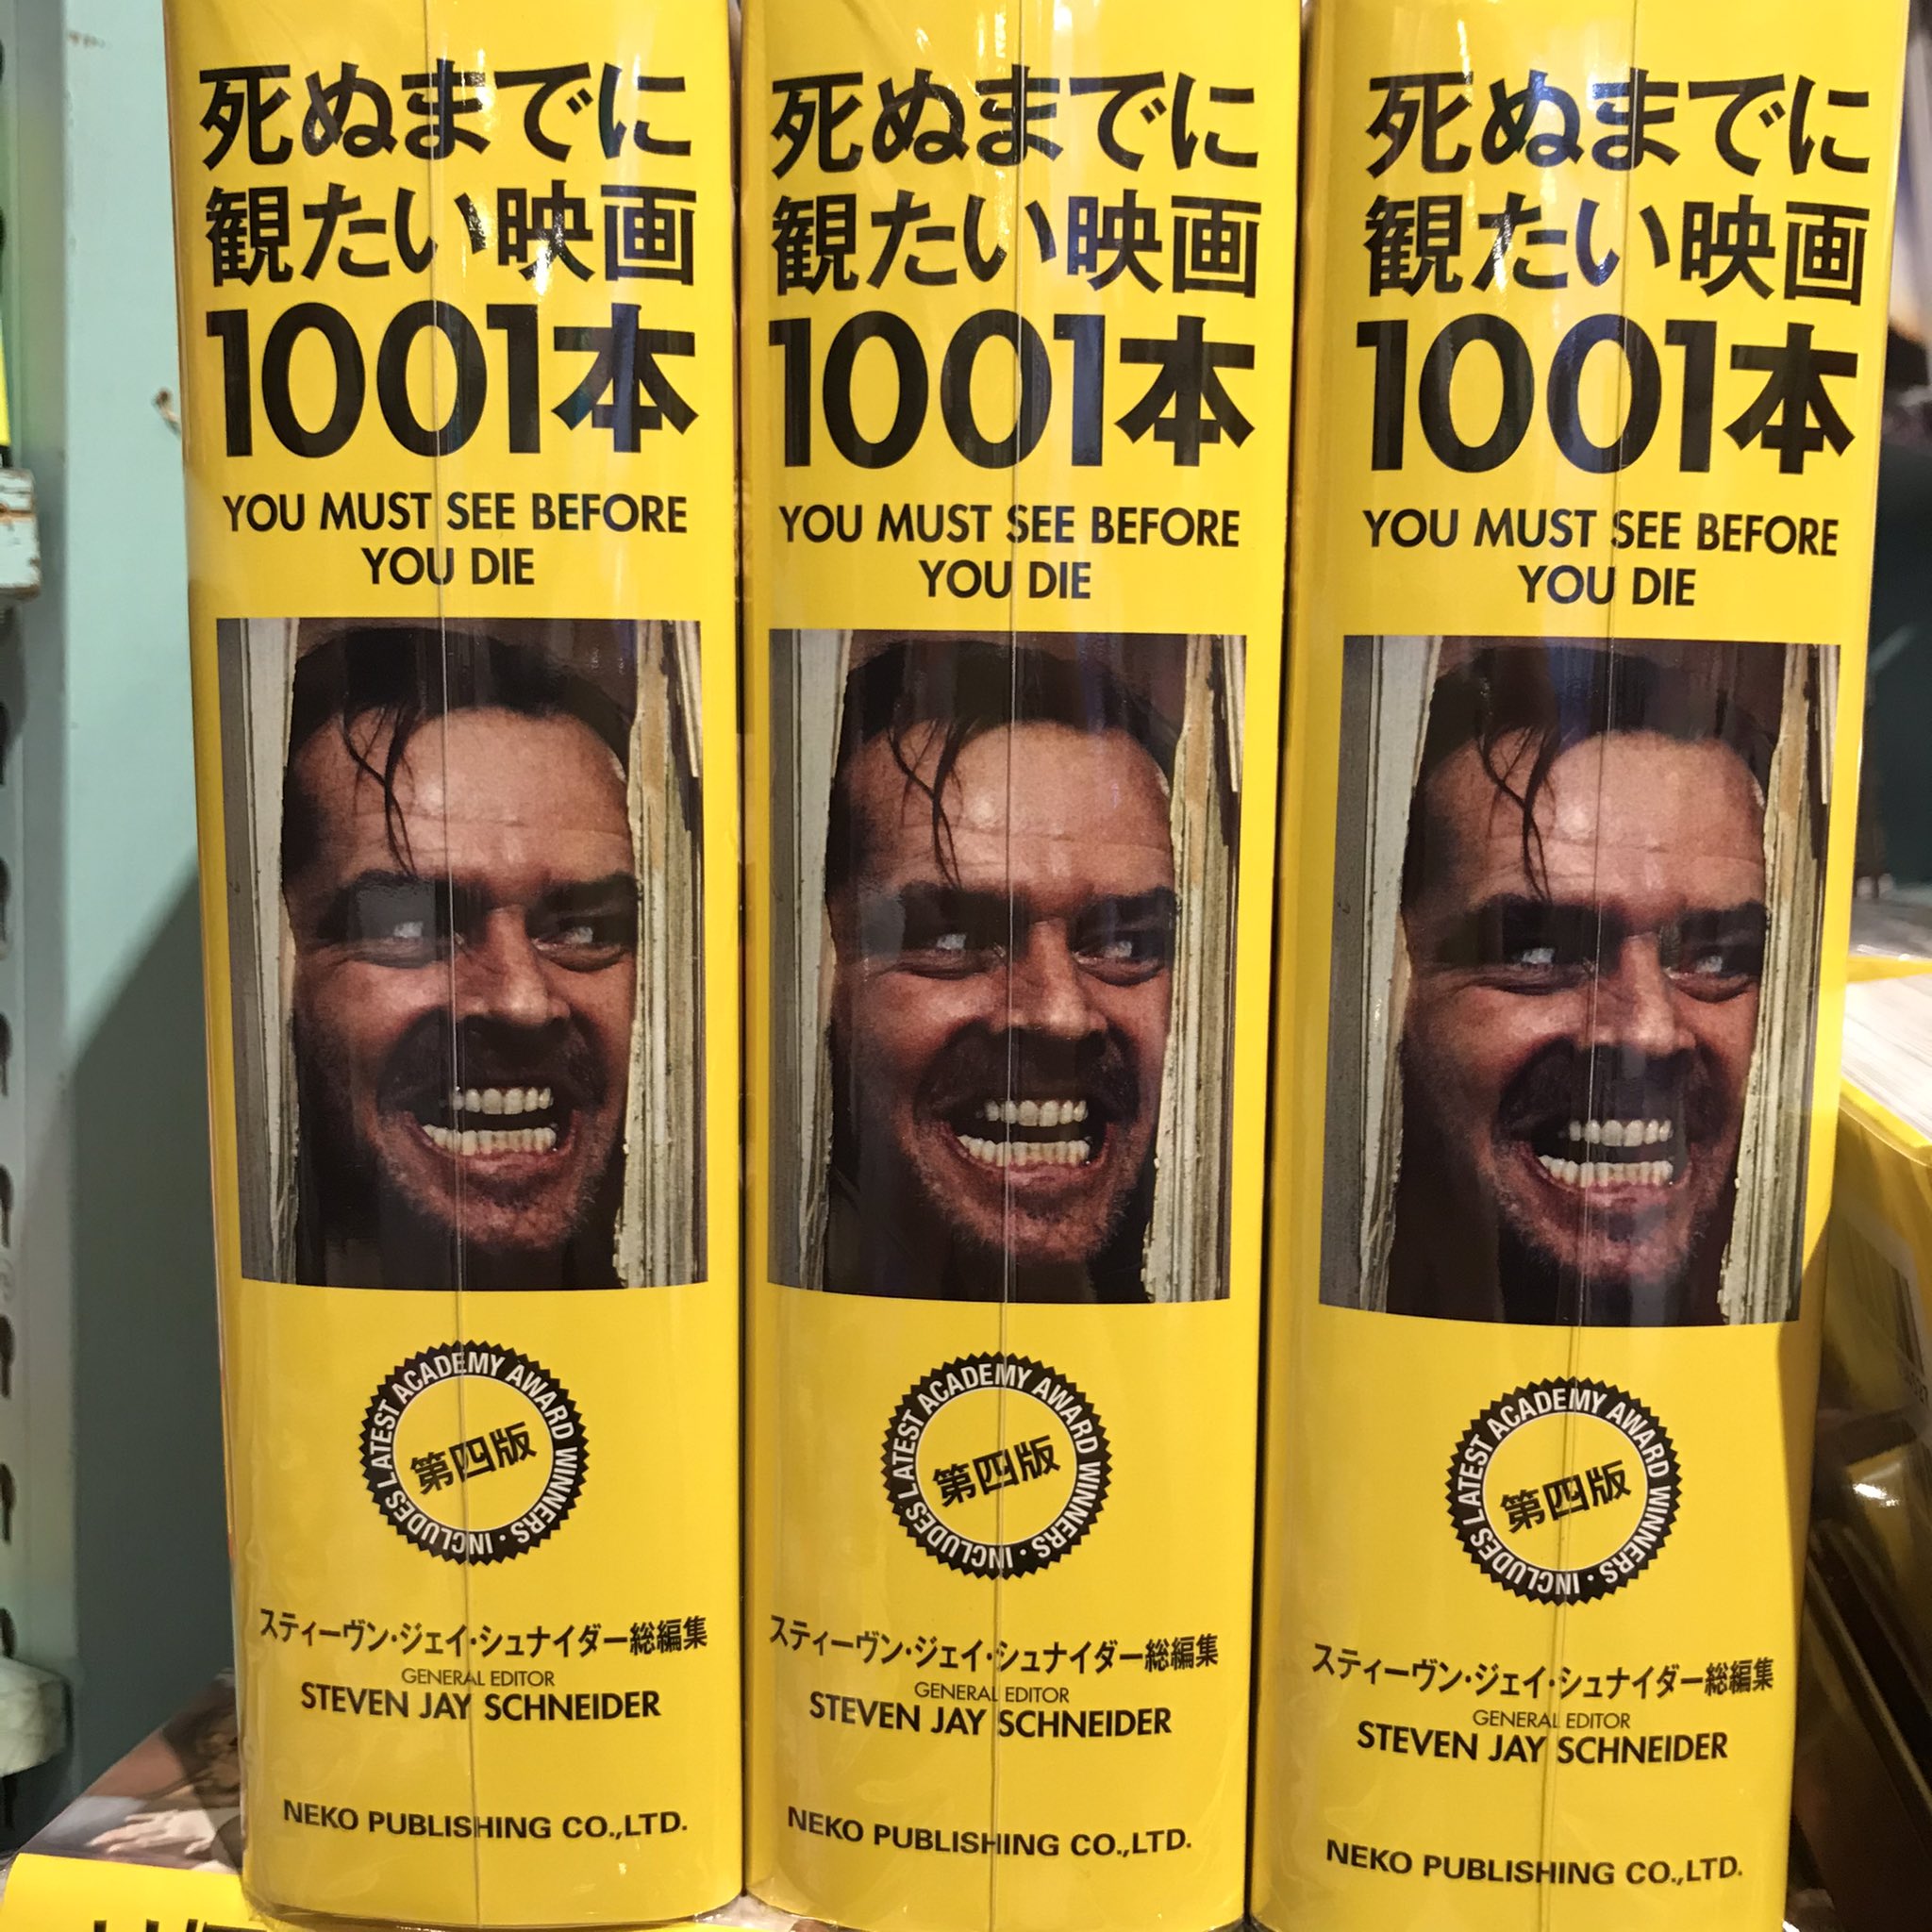 死ぬまでに
観たい映画
1001本
YOU MUST SEE BEFORE
YOU DIE
INCLUDES LATEST ACADEMY AWARD WINNERS ·
第四版
スティーヴン・ジェイ・シュナイダー総編集
GENERAL EDITOR
STEVEN JAY SCHNEIDER
NEKO PUBLISHING CO.,LTD.
死ぬまでに
観たい映画
1001本
YOU MUST SEE BEFORE
YOU DIE
INCLUDES LATEST ACADEMY AWARD WINNERS ·
第四版
スティーヴン・ジェイ・シュナイダー総編集
GENERAL EDITOR
STEVEN JAY SCHNEIDER
NEKO PUBLISHING CO.,LTD.
死ぬまでに
観たい映画
1001本
YOU MUST SEE BEFORE
YOU DIE
INCLUDES LATEST ACADEMY AWARD WINNERS ·
第四版
スティーヴン・ジェイ・シュナイダー総編集
GENERAL EDITOR
STEVEN JAY SCHNEIDER
NEKO PUBLISHING CO.,LTD.